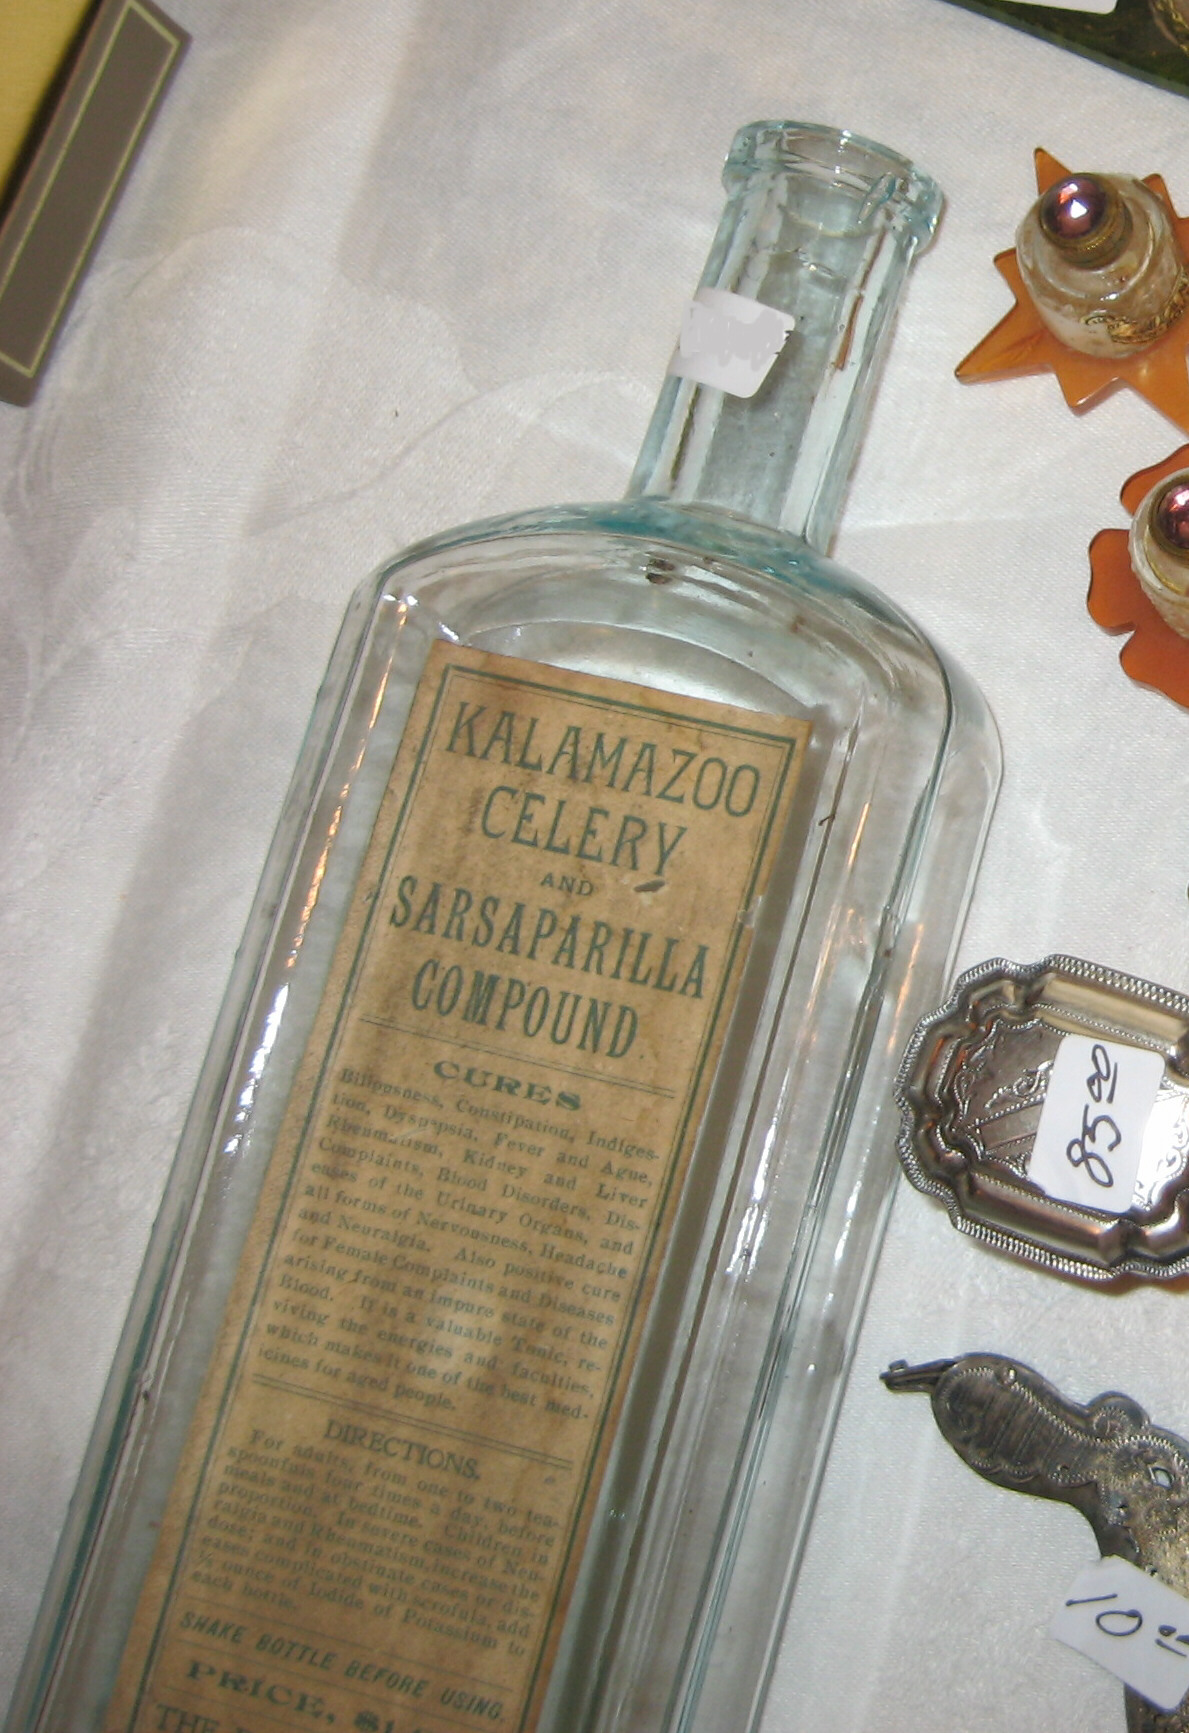 KALAMAZOO
CELERY
AND
SARSAPARILLA
COMPOUND.
CURES
Biliousness, Constipation, Indiges-
tion, Dyspepsia, Fever and Ague,
Rheumatism, Kidney and Liver
Complaints, Blood Disorders, Dis-
eases of the Urinary Organs, and
all forms of Nervousness, Headache
and Neuralgia. Also positive cure
for Female Complaints and Diseases
arising from an impure state of the
Blood. It is a valuable Tonic, re-
viving the energies and faculties,
which makes it one of the best med-
icines for aged people.
DIRECTIONS.
For adults, from one to two tea-
spoonfuls four times a day, before
meals and at bedtime. Children in
proportion. In severe cases of Neu-
ralgia and Rheumatism, increase the
dose; and in obstinate cases or dis-
eases complicated with scrofula, add
½ ounce of Iodide of Potassium to
each bottle.
SHAKE BOTTLE BEFORE USING.
PRICE, $1
THE
85 00
10 00